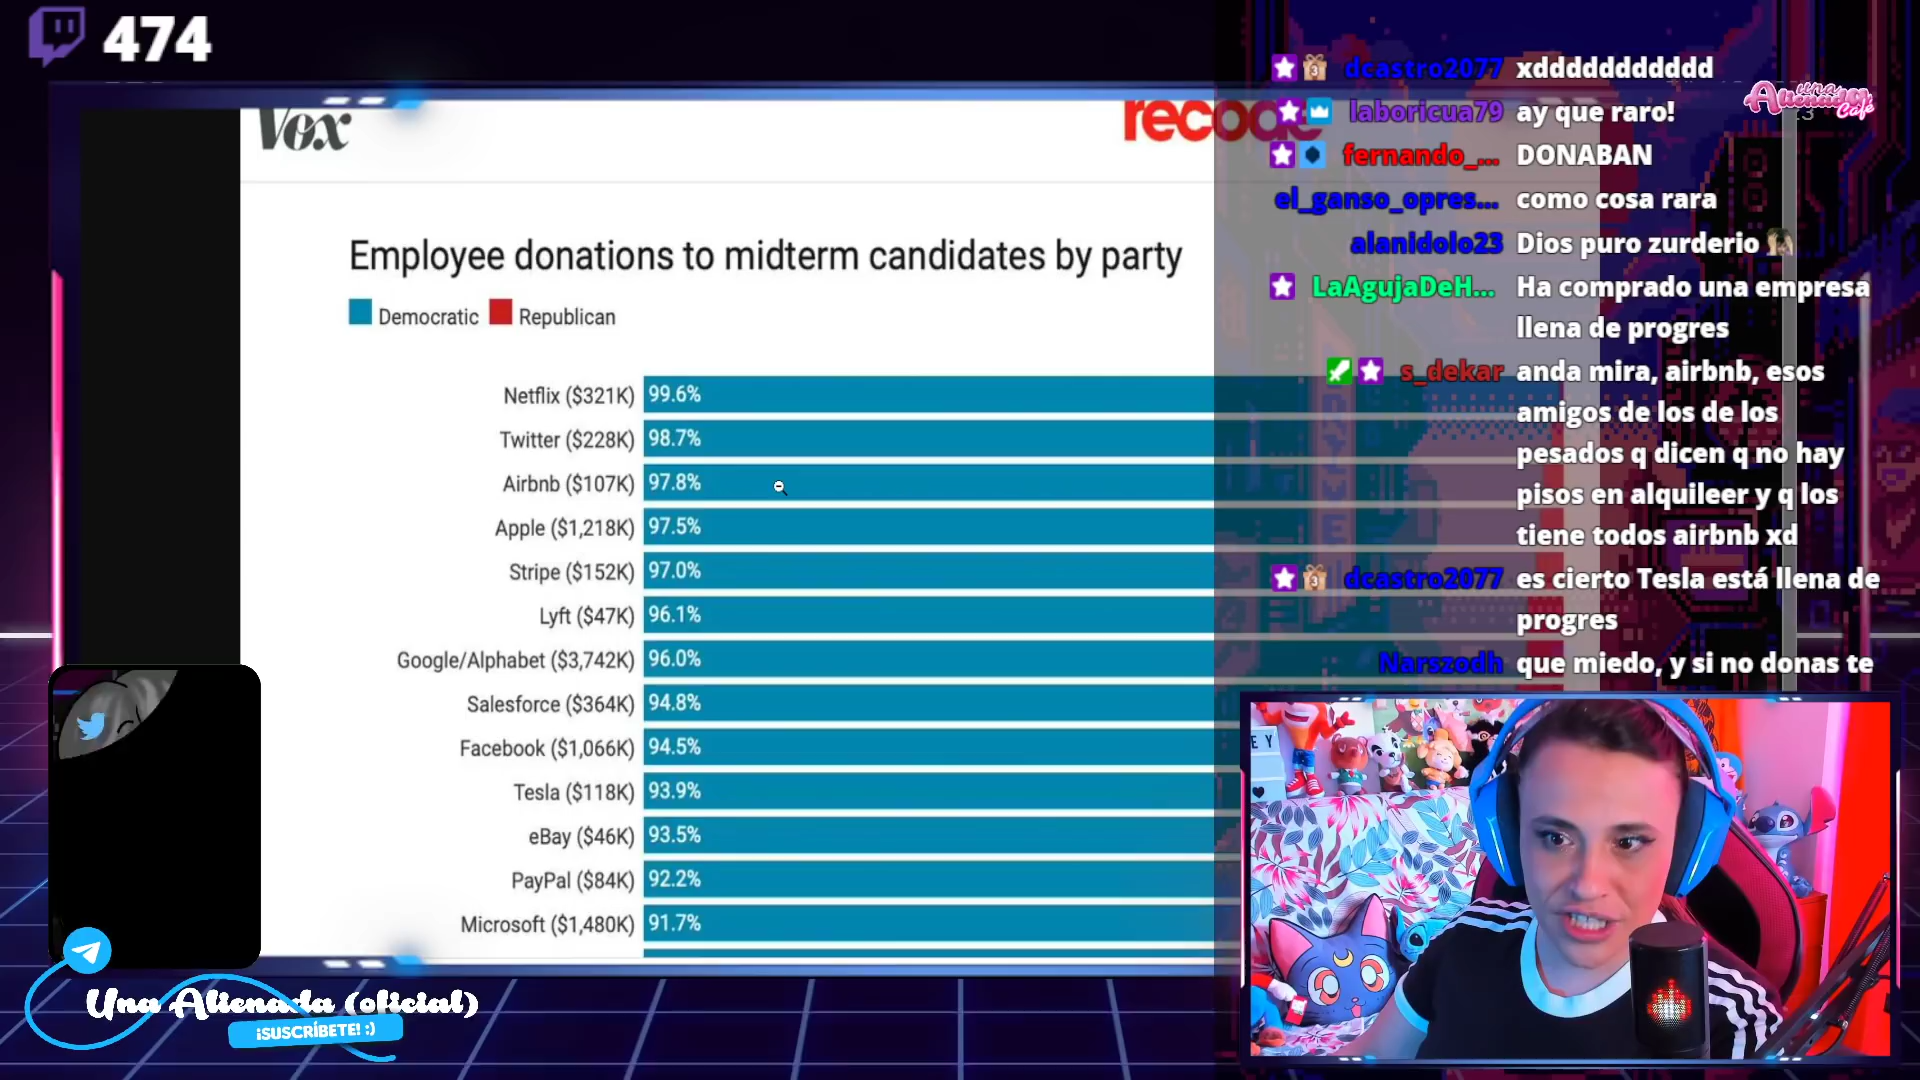 474
Vox
recode
Employee donations to midterm candidates by party
Democratic Republican
Netflix ($321K) 99.6%
Twitter ($228K) 98.7%
Airbnb ($107K) 97.8%
Apple ($1,218K) 97.5%
Stripe ($152K) 97.0%
Lyft ($47K) 96.1%
Google/Alphabet ($3,742K) 96.0%
Salesforce ($364K) 94.8%
Facebook ($1,066K) 94.5%
Tesla ($118K) 93.9%
eBay ($46K) 93.5%
PayPal ($84K) 92.2%
Microsoft ($1,480K) 91.7%
dcastro2077 xddddddddddd
laboricua79 ay que raro!
fernando_... DONABAN
el_ganso_opres... como cosa rara
alanidolo23 Dios puro zurderio
LaAgujaDeH... Ha comprado una empresa
llena de progres
s_dekar anda mira, airbnb, esos
amigos de los de los
pesados q dicen q no hay
pisos en alquileer y q los
tiene todos airbnb xd
dcastro2077 es cierto Tesla está llena de
progres
Narszodh que miedo, y si no donas te
una
Alienada
Café
E Y
Una Alienada (oficial)
¡SUSCRÍBETE! :)